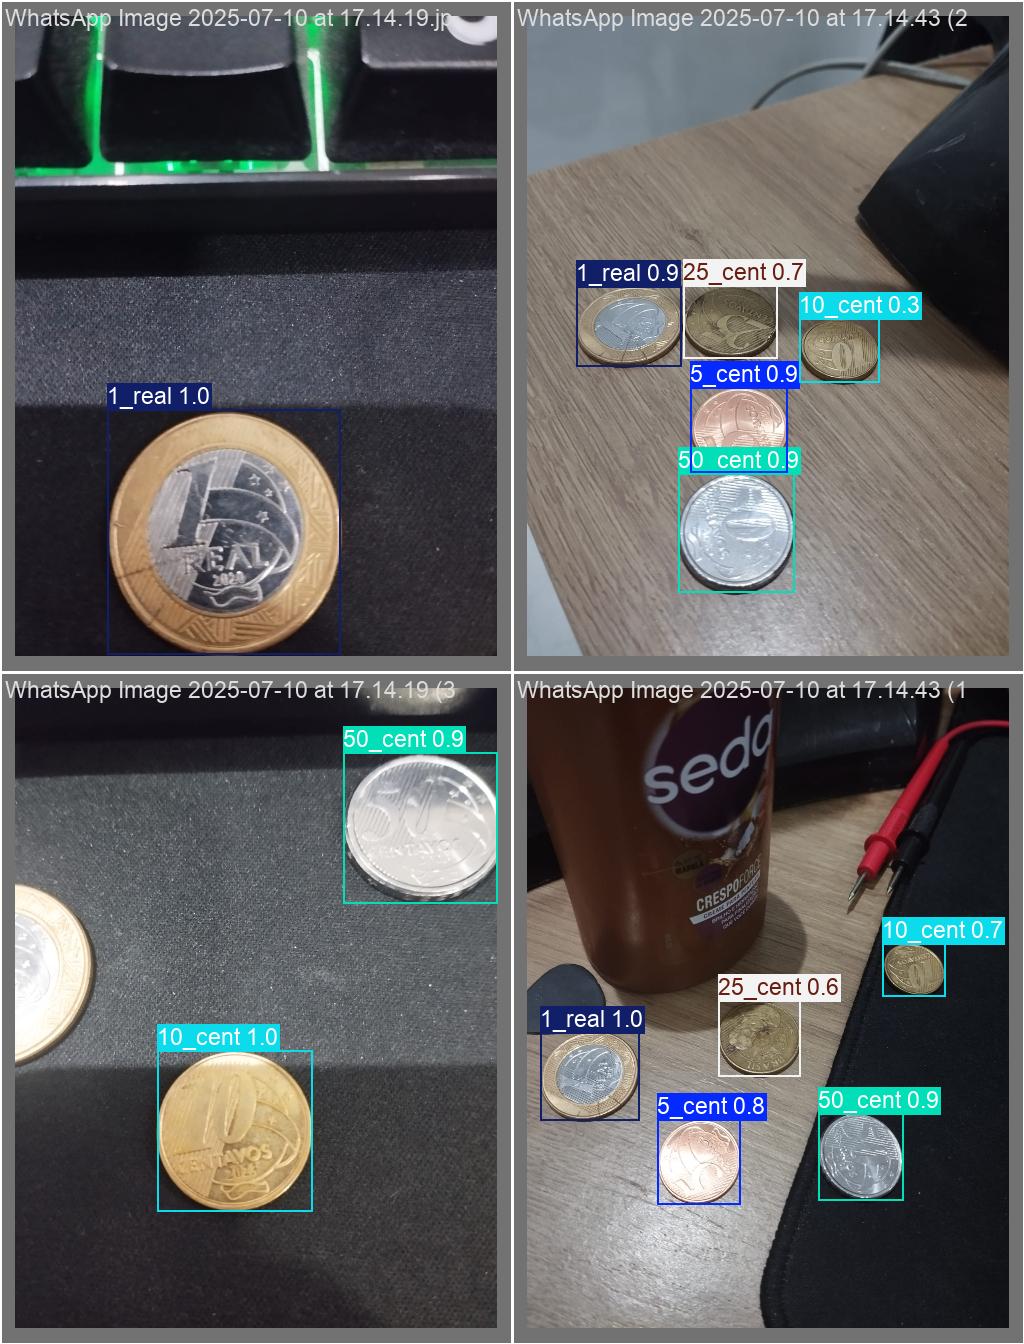 WhatsApp Image 2025-07-10 at 17.14.19.jp
1_real 1.0
1
REAL
2020
WhatsApp Image 2025-07-10 at 17.14.43 (2
1_real 0.9
25_cent 0.7
10_cent 0.3
10
5_cent 0.9
50_cent 0.9
WhatsApp Image 2025-07-10 at 17.14.19 (3
50_cent 0.9
50
CENTAVOS
10_cent 1.0
10
CENTAVOS
WhatsApp Image 2025-07-10 at 17.14.43 (1
seda
CRESPOFORCE
10_cent 0.7
10
25_cent 0.6
1_real 1.0
5_cent 0.8
50_cent 0.9